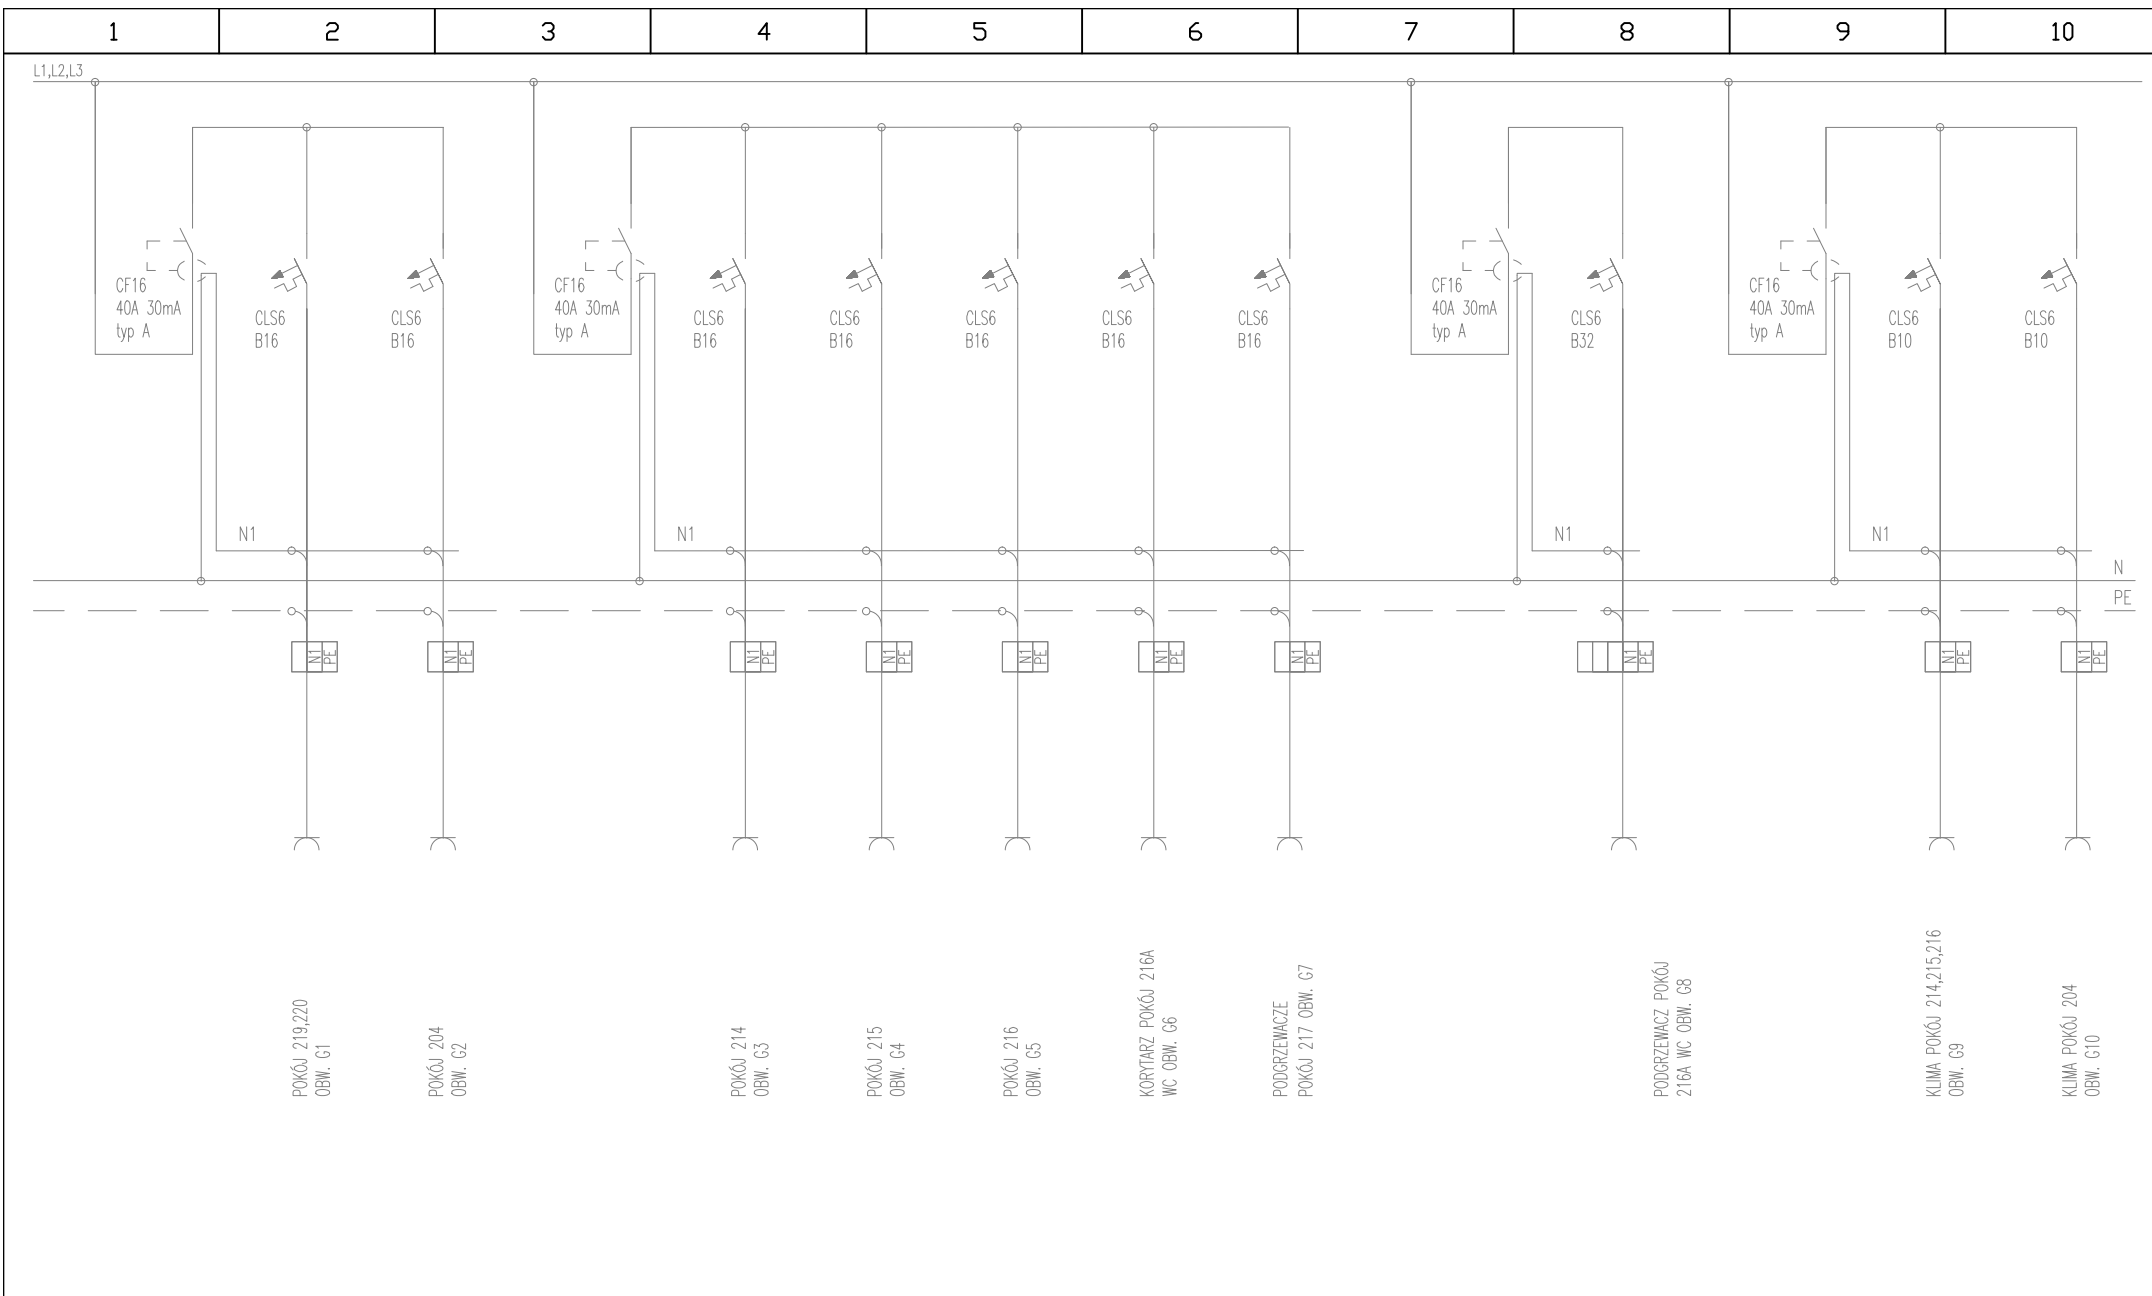 1 2 3 4 5 6 7 8 9 10
L1,L2,L3
CF16
40A 30mA
typ A
CLS6
B16
CLS6
B16
CF16
40A 30mA
typ A
CLS6
B16
CLS6
B16
CLS6
B16
CLS6
B16
CLS6
B16
CF16
40A 30mA
typ A
CLS6
B32
CF16
40A 30mA
typ A
CLS6
B10
CLS6
B10
N1
N1
N1
N1
N
PE
N1
PE
N1
PE
N1
PE
N1
PE
N1
PE
N1
PE
N1
PE
N1
PE
N1
PE
N1
PE
POKÓJ 219,220
OBW. G1
POKÓJ 204
OBW. G2
POKÓJ 214
OBW. G3
POKÓJ 215
OBW. G4
POKÓJ 216
OBW. G5
KORYTARZ POKÓJ 216A
WC OBW. G6
PODGRZEWACZE
POKÓJ 217 OBW. G7
PODGRZEWACZ POKÓJ
216A WC OBW. G8
KLIMA POKÓJ 214,215,216
OBW. G9
KLIMA POKÓJ 204
OBW. G10